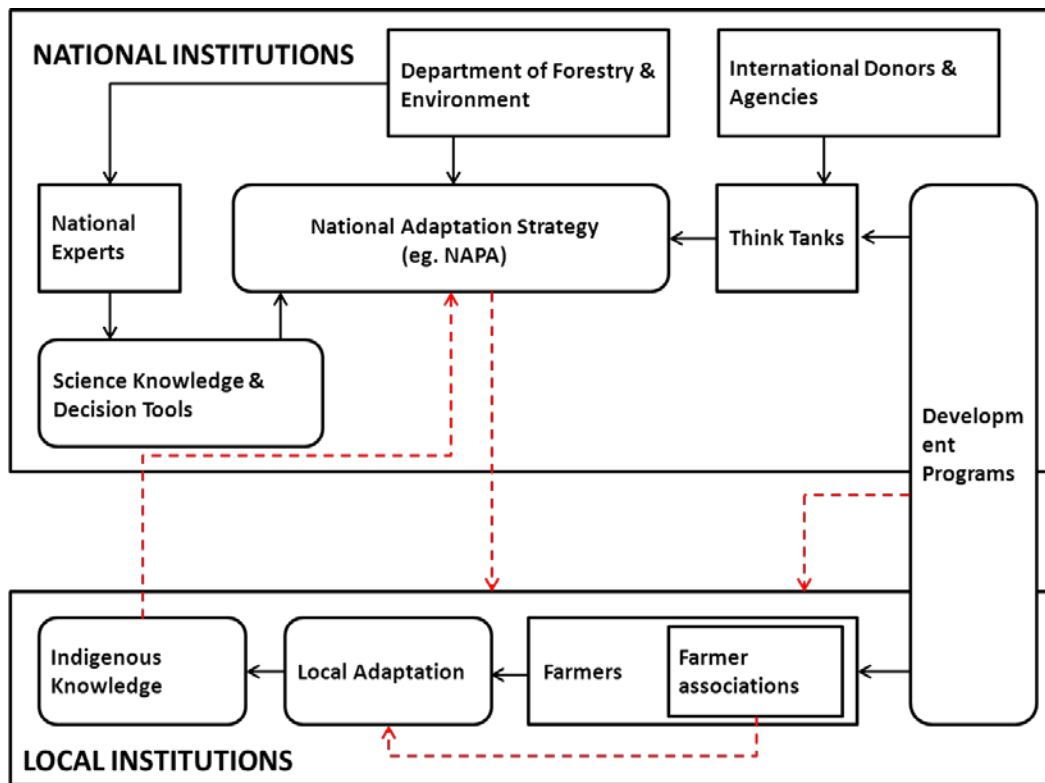 NATIONAL INSTITUTIONS
Department of Forestry &
Environment
International Donors &
Agencies
National
Experts
National Adaptation Strategy
(eg. NAPA)
Think Tanks
Science Knowledge &
Decision Tools
Developm
ent
Programs
Indigenous
Knowledge
Local Adaptation
Farmers
Farmer
associations
LOCAL INSTITUTIONS